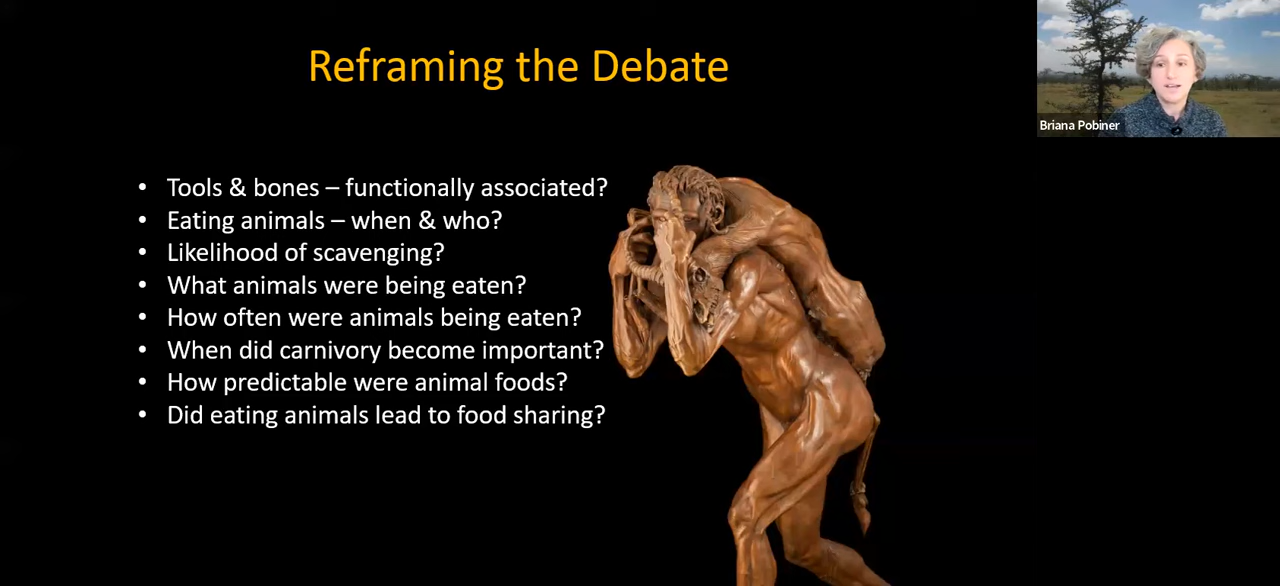 Reframing the Debate
Briana Pobiner
• Tools & bones – functionally associated?
• Eating animals – when & who?
• Likelihood of scavenging?
• What animals were being eaten?
• How often were animals being eaten?
• When did carnivory become important?
• How predictable were animal foods?
• Did eating animals lead to food sharing?